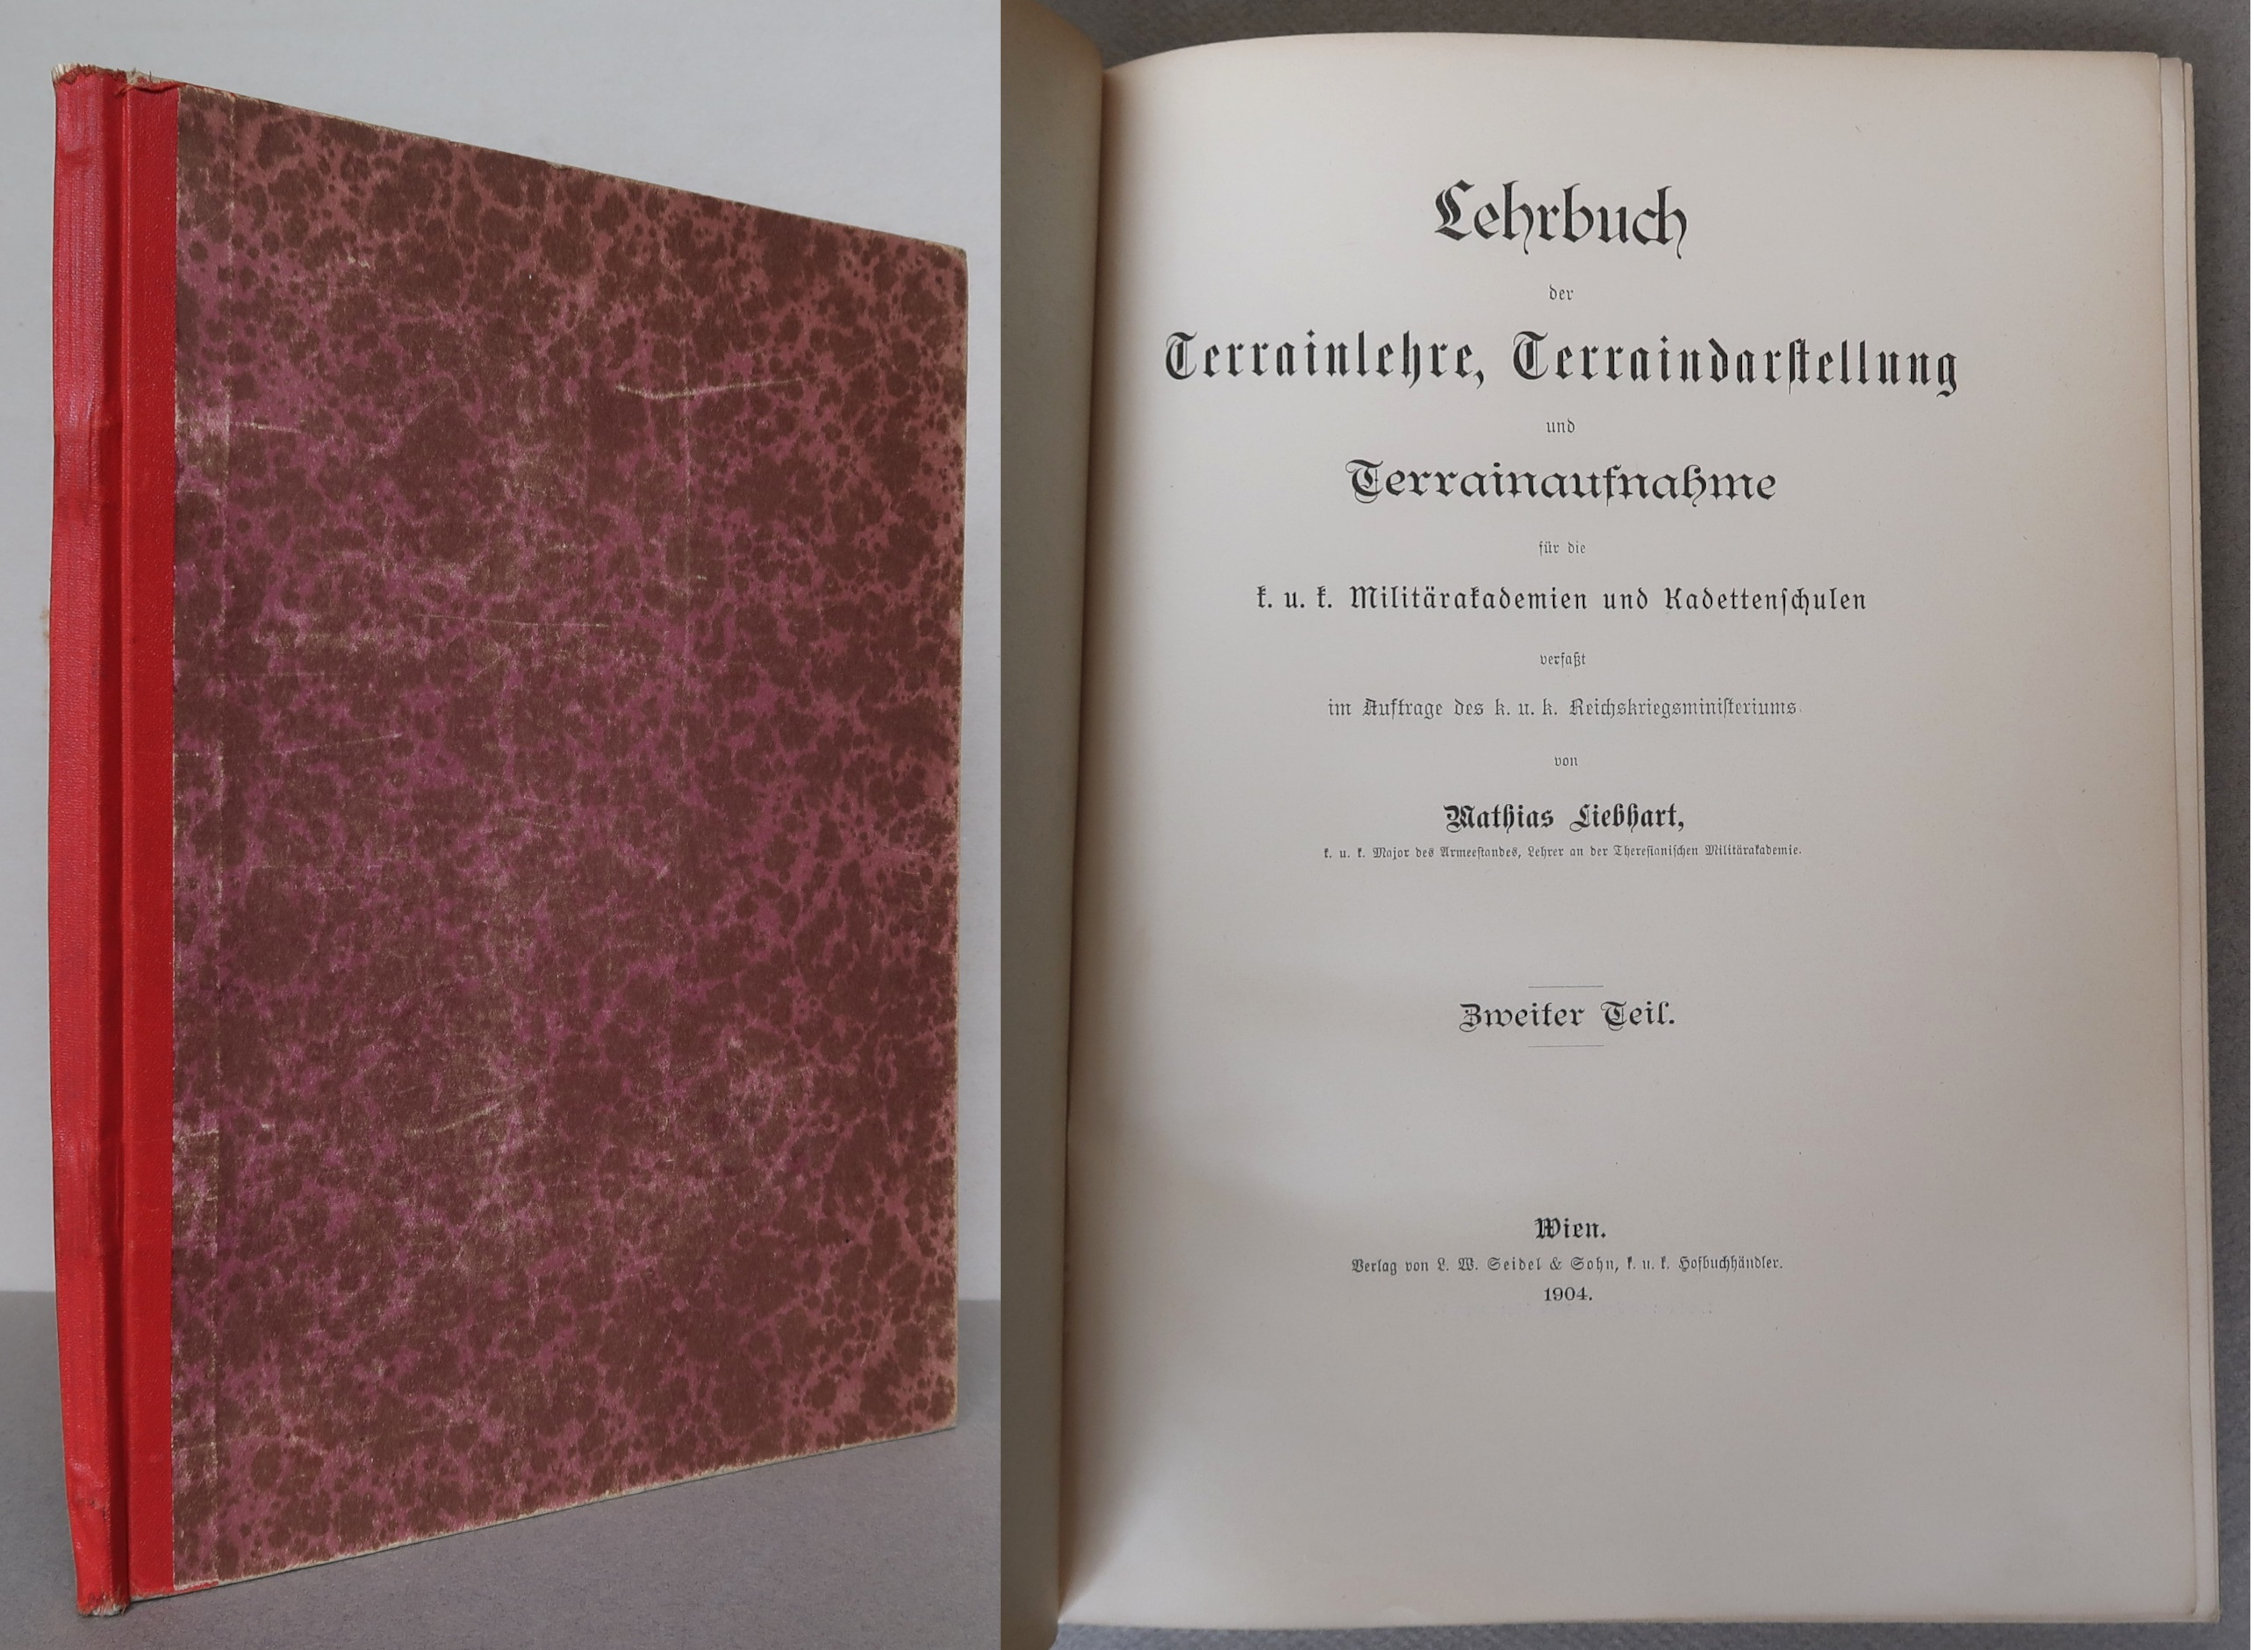 Lehrbuch
der
Terrainlehre, Terraindarstellung
und
Terrainaufnahme
für die
k. u. k. Militärakademien und Kadettenschulen
verfaßt
im Auftrage des k. u. k. Reichskriegsministeriums
von
Mathias Liebhart,
k. u. k. Major des Armeestandes, Lehrer an der Theresianischen Militärakademie.
Zweiter Teil.
Wien.
Verlag von L. W. Seidel & Sohn, k. u. k. Hofbuchhändler.
1904.